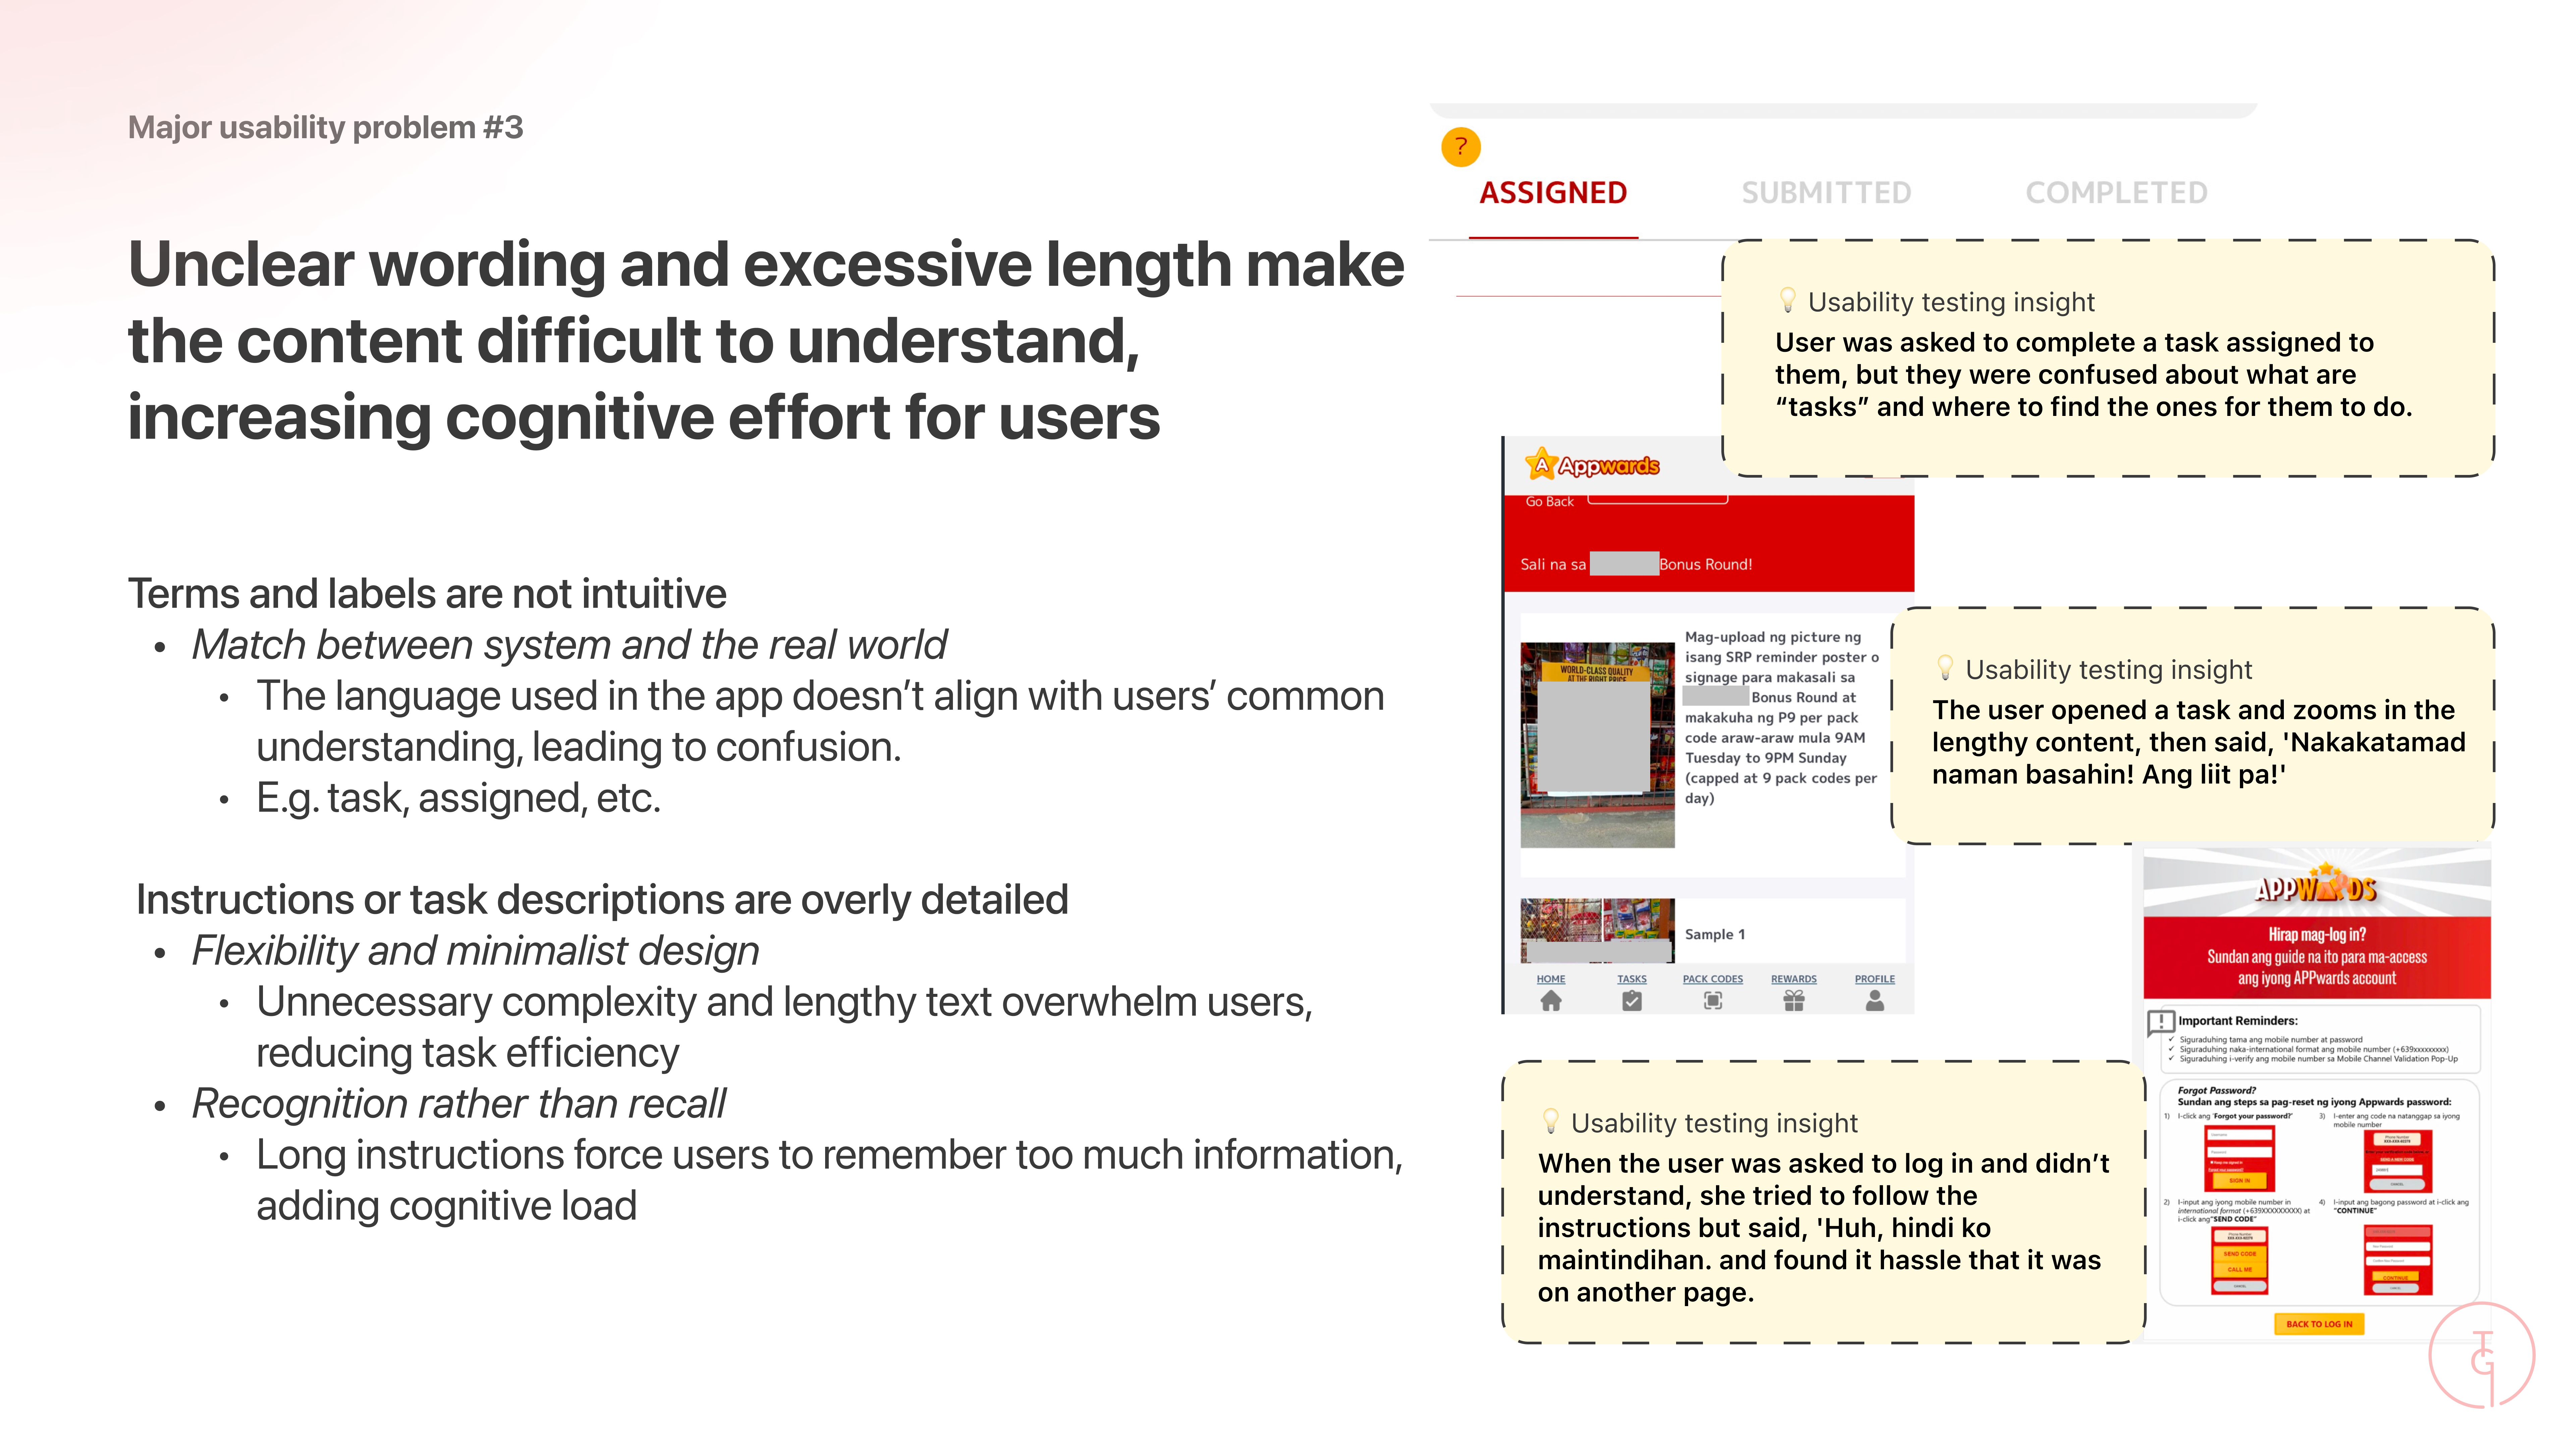 Major usability problem #3
Unclear wording and excessive length make
the content difficult to understand,
increasing cognitive effort for users
Terms and labels are not intuitive
• Match between system and the real world
• The language used in the app doesn’t align with users’ common
understanding, leading to confusion.
• E.g. task, assigned, etc.
Instructions or task descriptions are overly detailed
• Flexibility and minimalist design
• Unnecessary complexity and lengthy text overwhelm users,
reducing task efficiency
• Recognition rather than recall
• Long instructions force users to remember too much information,
adding cognitive load
?
ASSIGNED SUBMITTED COMPLETED
Usability testing insight
User was asked to complete a task assigned to
them, but they were confused about what are
“tasks” and where to find the ones for them to do.
A Appwards
Go Back
Sali na sa Bonus Round!
WORLD-CLASS QUALITY
AT THE RIGHT PRICE
Mag-upload ng picture ng
isang SRP reminder poster o
signage para makasali sa
Bonus Round at
makakuha ng P9 per pack
code araw-araw mula 9AM
Tuesday to 9PM Sunday
(capped at 9 pack codes per
day)
Sample 1
HOME TASKS PACK CODES REWARDS PROFILE
Usability testing insight
The user opened a task and zooms in the
lengthy content, then said, 'Nakakatamad
naman basahin! Ang liit pa!'
Usability testing insight
When the user was asked to log in and didn’t
understand, she tried to follow the
instructions but said, 'Huh, hindi ko
maintindihan. and found it hassle that it was
on another page.
APPWARDS
Hirap mag-log in?
Sundan ang guide na ito para ma-access
ang iyong APPwards account
Important Reminders:
✓ Siguraduhing tama ang mobile number at password
✓ Siguraduhing naka-international format ang mobile number (+639xxxxxxxxx)
✓ Siguraduhing i-verify ang mobile number sa Mobile Channel Validation Pop-Up
Forgot Password?
Sundan ang steps sa pag-reset ng iyong Appwards password:
1) I-click ang "Forgot your password?"
SIGN IN
2) I-input ang iyong mobile number in
international format (+639XXXXXXXXX) at
i-click ang "SEND CODE"
Phone Number
SEND CODE
CALL ME
CANCEL
3) I-enter ang code na natanggap sa iyong
mobile number
Phone Number
SEND A NEW CODE
CANCEL
4) I-input ang bagong password at i-click ang
"CONTINUE"
CONTINUE
CANCEL
BACK TO LOG IN
TG